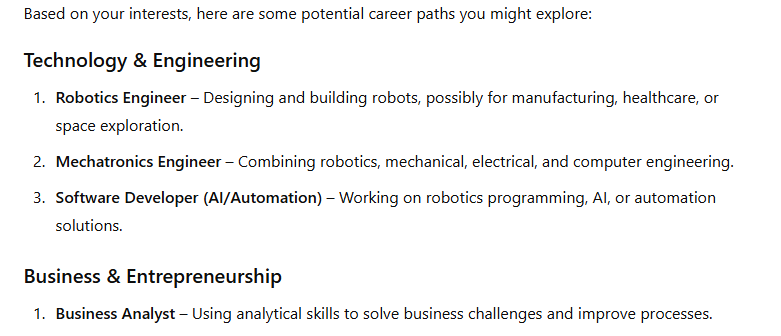 Based on your interests, here are some potential career paths you might explore:
Technology & Engineering
1. Robotics Engineer – Designing and building robots, possibly for manufacturing, healthcare, or
space exploration.
2. Mechatronics Engineer – Combining robotics, mechanical, electrical, and computer engineering.
3. Software Developer (AI/Automation) – Working on robotics programming, AI, or automation
solutions.
Business & Entrepreneurship
1. Business Analyst – Using analytical skills to solve business challenges and improve processes.